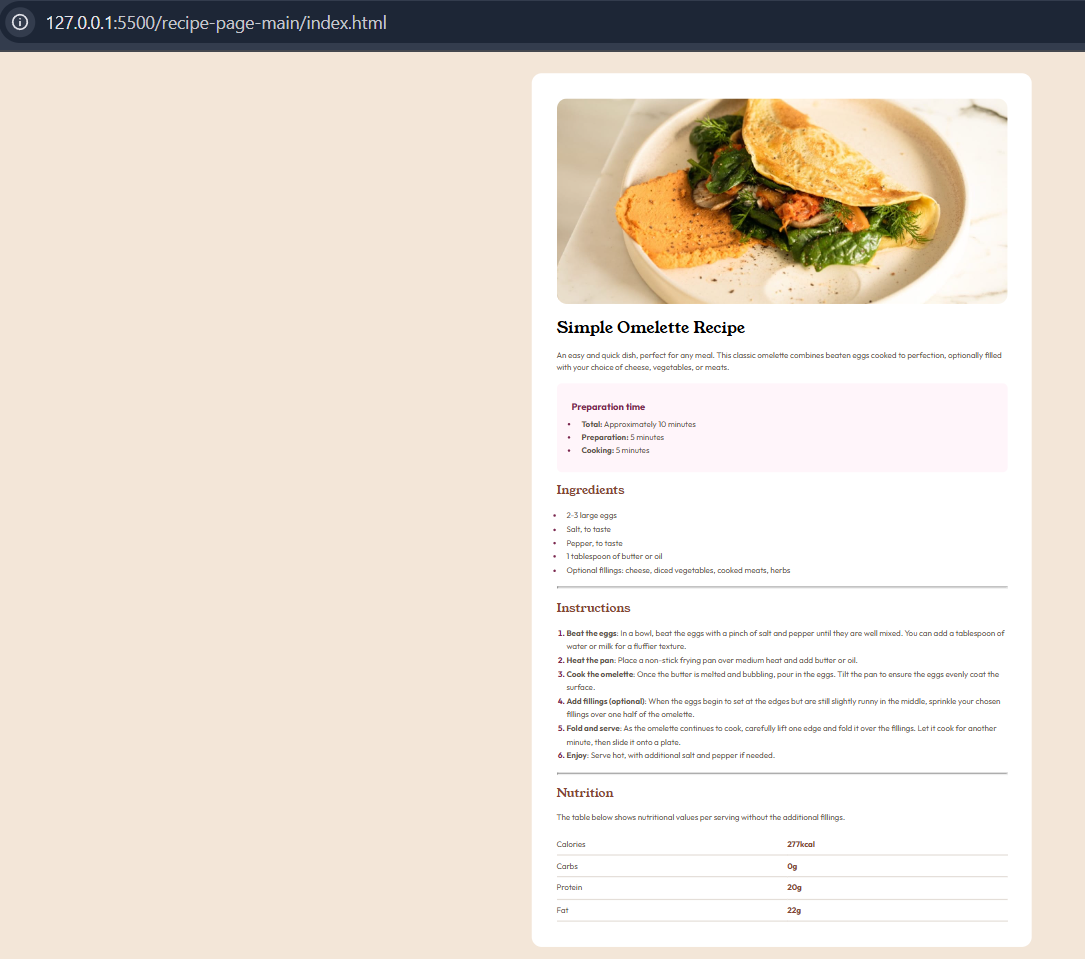 127.0.0.1:5500/recipe-page-main/index.html
Simple Omelette Recipe
An easy and quick dish, perfect for any meal. This classic omelette combines beaten eggs cooked to perfection, optionally filled
with your choice of cheese, vegetables, or meats.
Preparation time
• Total: Approximately 10 minutes
• Preparation: 5 minutes
• Cooking: 5 minutes
Ingredients
• 2-3 large eggs
• Salt, to taste
• Pepper, to taste
• 1 tablespoon of butter or oil
• Optional fillings: cheese, diced vegetables, cooked meats, herbs
Instructions
1. Beat the eggs: In a bowl, beat the eggs with a pinch of salt and pepper until they are well mixed. You can add a tablespoon of
water or milk for a fluffier texture.
2. Heat the pan: Place a non-stick frying pan over medium heat and add butter or oil.
3. Cook the omelette: Once the butter is melted and bubbling, pour in the eggs. Tilt the pan to ensure the eggs evenly coat the
surface.
4. Add fillings (optional): When the eggs begin to set at the edges but are still slightly runny in the middle, sprinkle your chosen
fillings over one half of the omelette.
5. Fold and serve: As the omelette continues to cook, carefully lift one edge and fold it over the fillings. Let it cook for another
minute, then slide it onto a plate.
6. Enjoy: Serve hot, with additional salt and pepper if needed.
Nutrition
The table below shows nutritional values per serving without the additional fillings.
Calories 277kcal
Carbs 0g
Protein 20g
Fat 22g